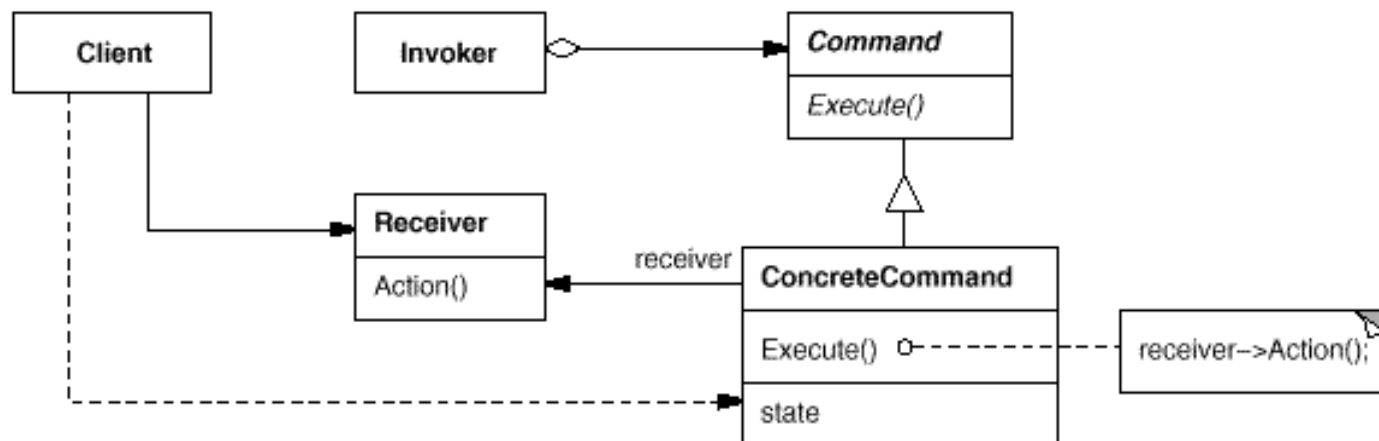 Client
Invoker
Command
Execute()
Receiver
Action()
receiver
ConcreteCommand
Execute()
receiver–>Action();
state